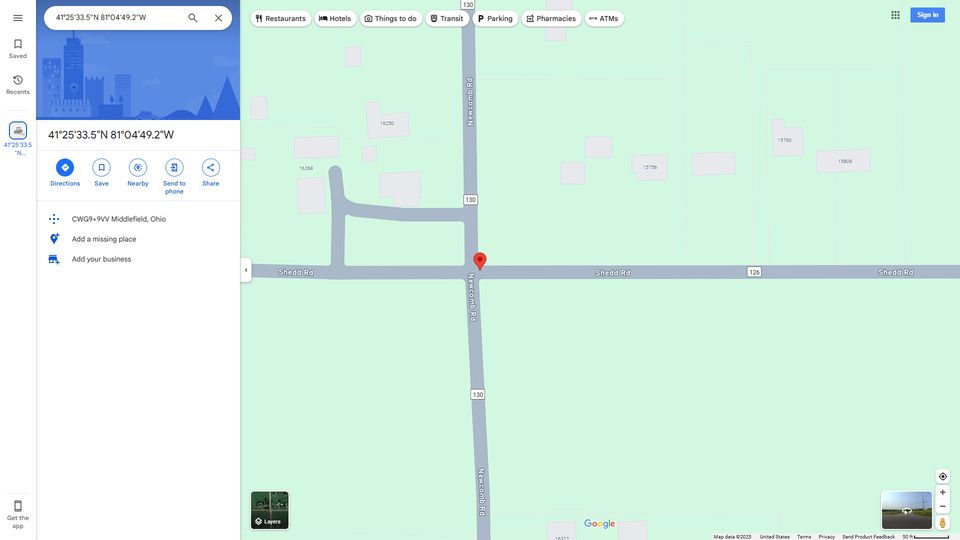 41°25'33.5"N 81°04'49.2"W
Restaurants
Hotels
Things to do
Transit
Parking
Pharmacies
ATMs
Sign in
Saved
Recents
41°25'33.5
"N...
41°25'33.5"N 81°04'49.2"W
Directions
Save
Nearby
Send to
phone
Share
CWG9+9VV Middlefield, Ohio
Add a missing place
Add your business
Get the
app
130
Newcomb Rd
16250
16268
15756
15790
15808
130
Shedd Rd
Shedd Rd
126
Shedd Rd
Newcomb Rd
130
Newcomb Rd
Layers
Google
Map data ©2025
United States
Terms
Privacy
Send Product Feedback
50 ft